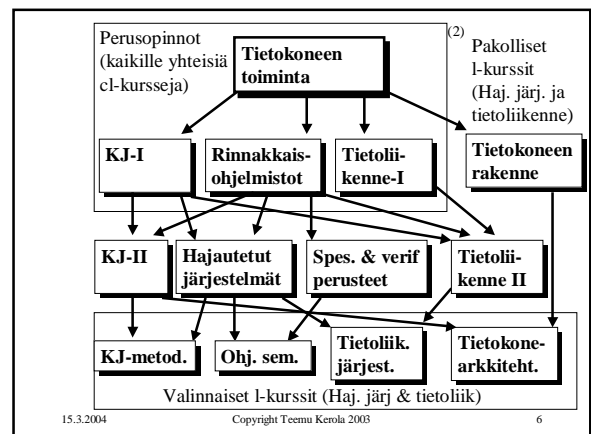 Perusopinnot
(kaikille yhteisiä
cl-kursseja)
Tietokoneen
toiminta
(2)
Pakolliset
l-kurssit
(Haj. järj. ja
tietoliikenne)
KJ-I
Rinnakkais-
ohjelmistot
Tietolii-
kenne-I
Tietokoneen
rakenne
KJ-II
Hajautetut
järjestelmät
Spes. & verif
perusteet
Tietolii-
kenne II
KJ-metod.
Ohj. sem.
Tietoliik.
järjest.
Tietokone-
arkkiteht.
Valinnaiset l-kurssit (Haj. järj & tietoliik)
15.3.2004
Copyright Teemu Kerola 2003
6